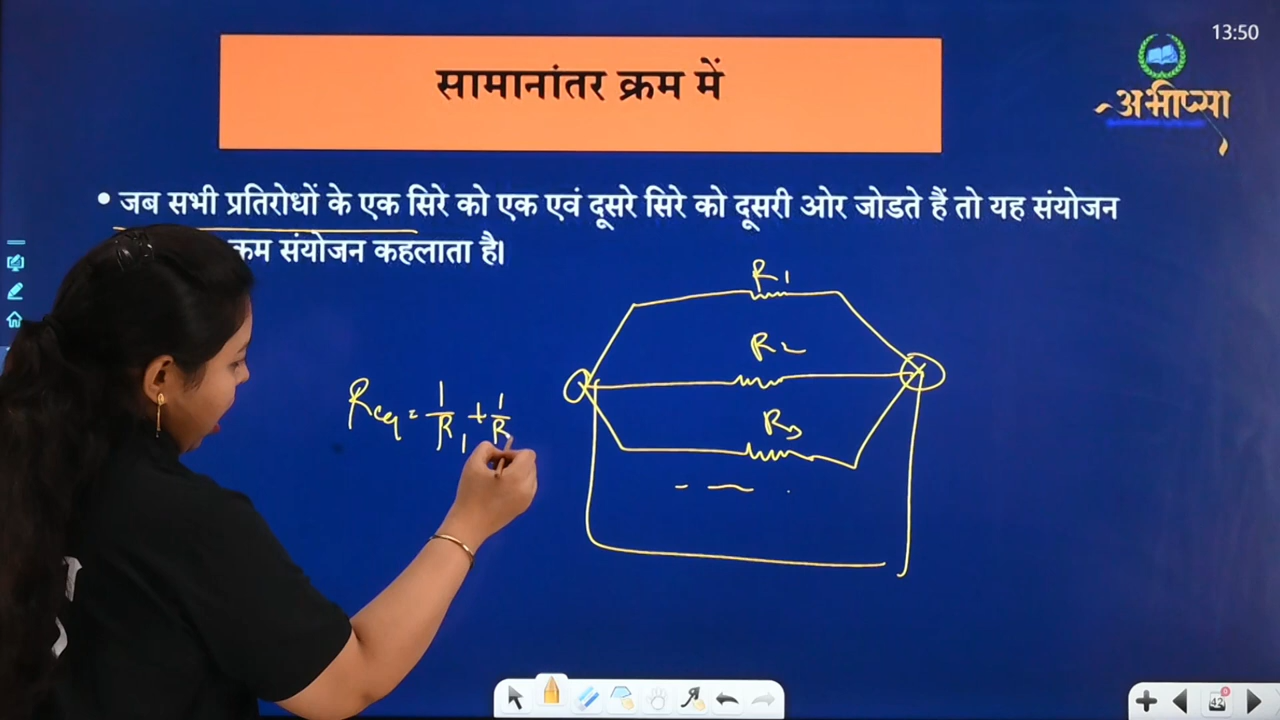 13:50
अभीप्सा
सामानांतर क्रम में
• जब सभी प्रतिरोधों के एक सिरे को एक एवं दूसरे सिरे को दूसरी ओर जोडते हैं तो यह संयोजन
क्रम संयोजन कहलाता है।
R1
R2
Req = 1/R1 + 1/R
R3
42